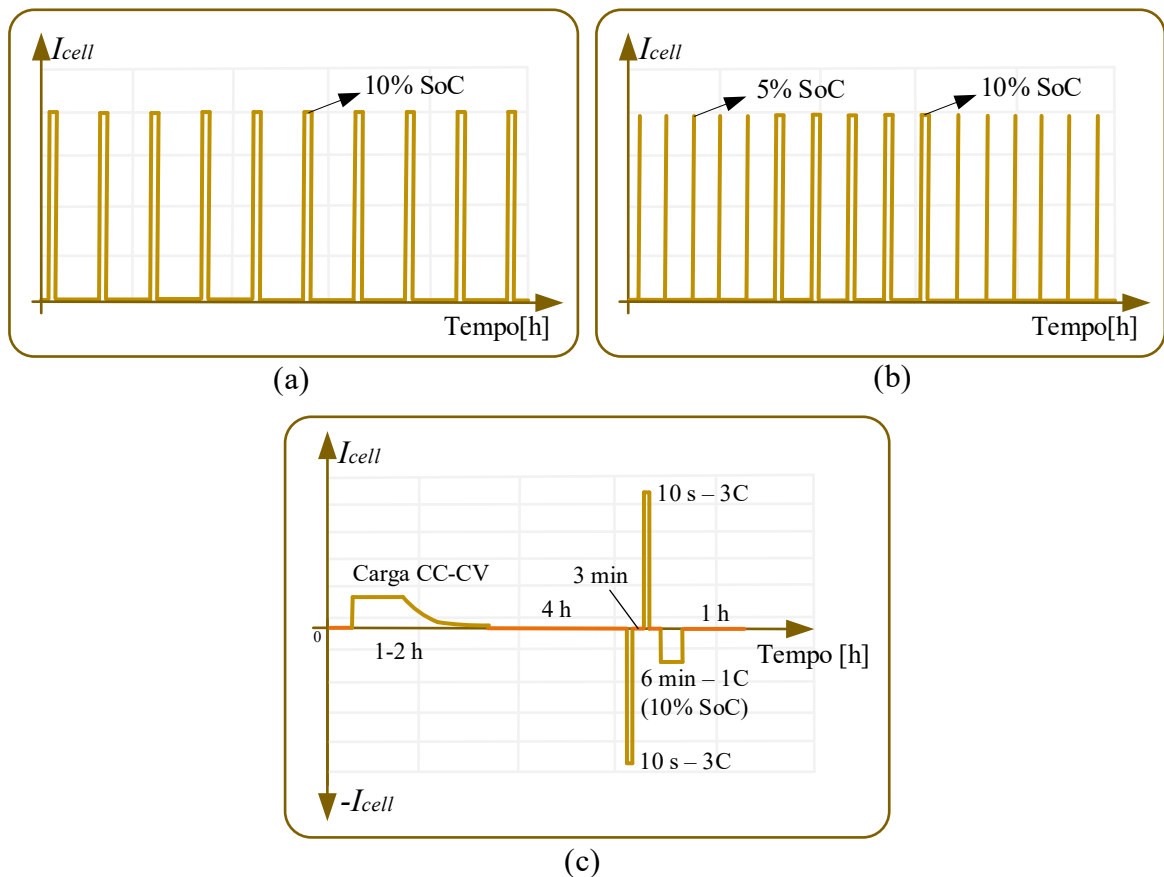 Icell
10% SoC
Tempo[h]
(a)
Icell
5% SoC
10% SoC
Tempo[h]
(b)
Icell
10 s – 3C
Carga CC-CV
3 min
4 h
1 h
0
1-2 h
Tempo [h]
6 min – 1C
(10% SoC)
10 s – 3C
-Icell
(c)